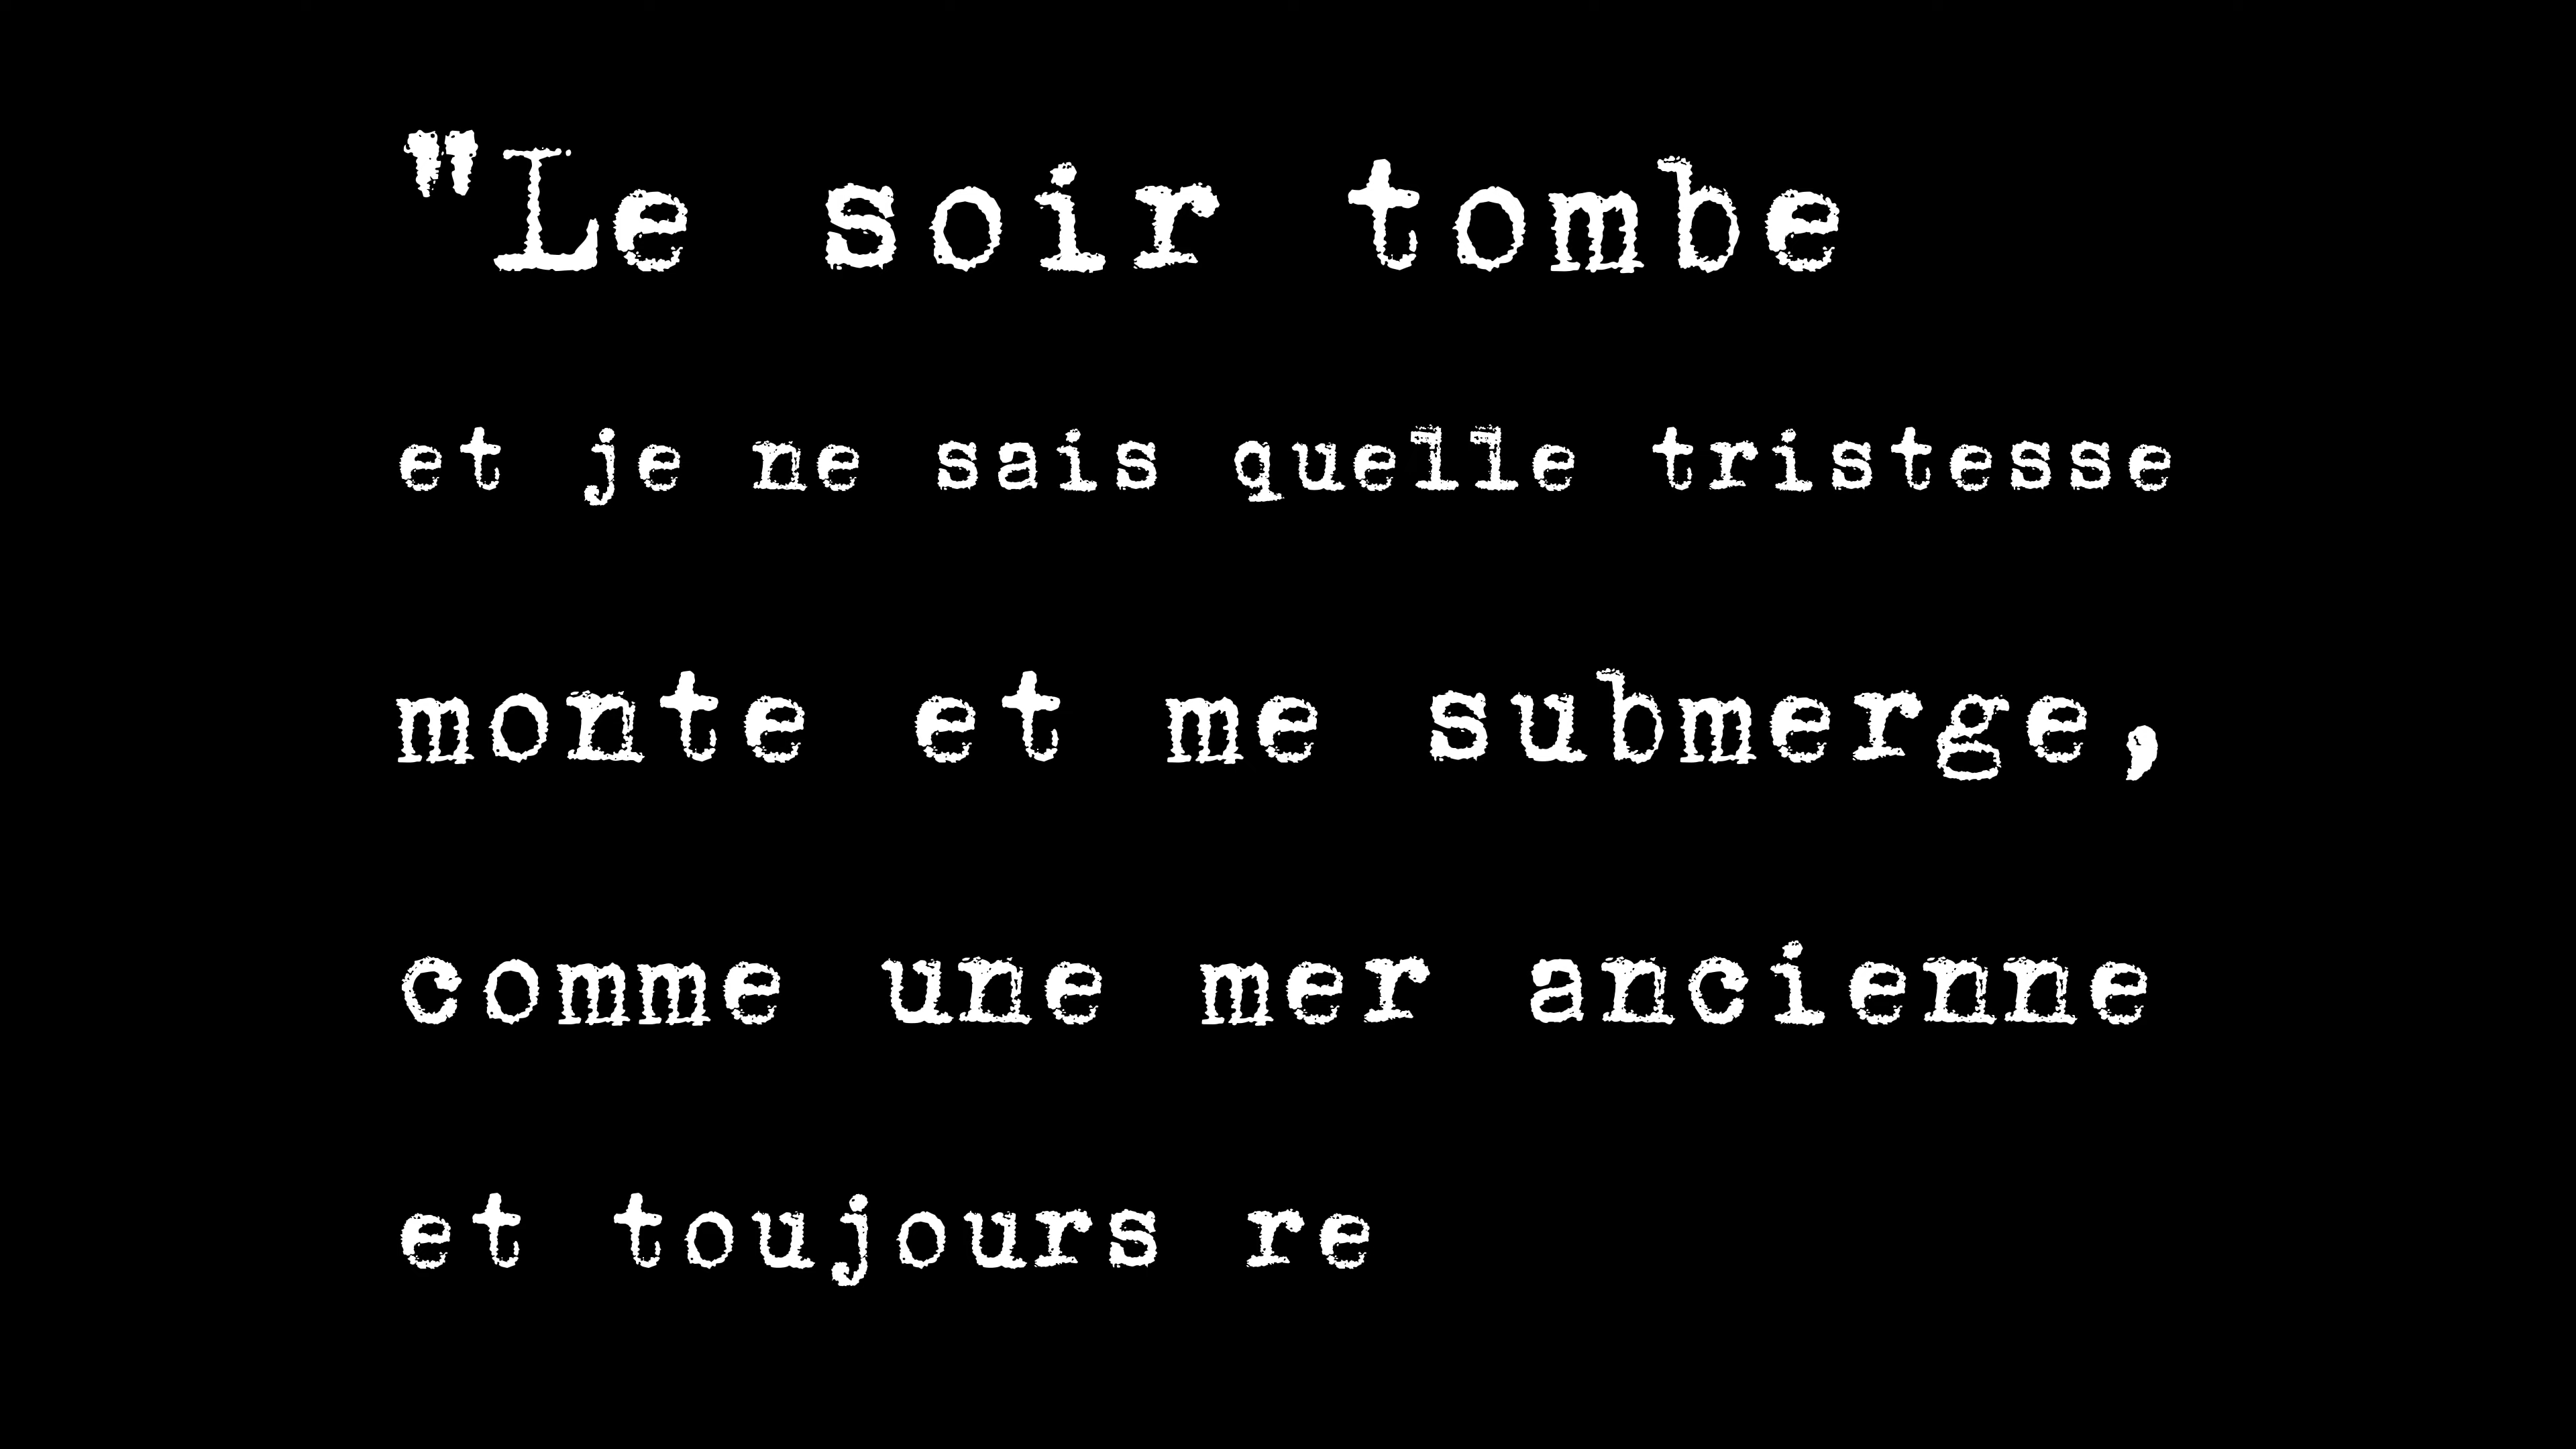 "Le soir tombe
et je ne sais quelle tristesse
monte et me submerge,
comme une mer ancienne
et toujours re